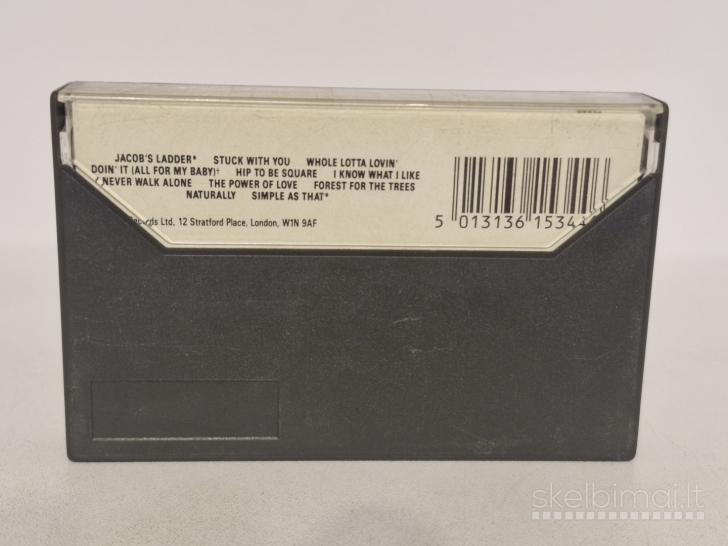 JACOB'S LADDER* STUCK WITH YOU WHOLE LOTTA LOVIN'
DOIN' IT (ALL FOR MY BABY)† HIP TO BE SQUARE I KNOW WHAT I LIKE
I NEVER WALK ALONE THE POWER OF LOVE FOREST FOR THE TREES
NATURALLY SIMPLE AS THAT*
Ltd, 12 Stratford Place, London, W1N 9AF
5 013136 15344
skelbimai.lt